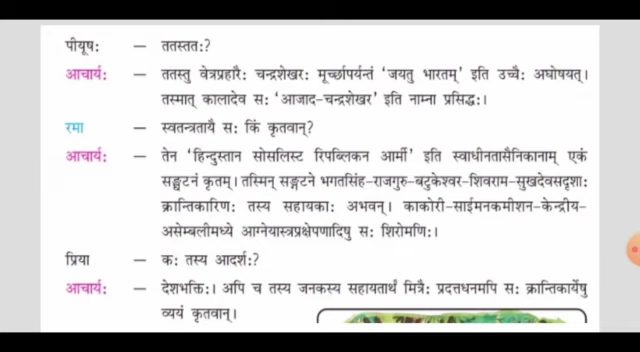 पीयूष: – ततस्तत:?
आचार्य: – ततस्तु वेत्रप्रहारै: चन्द्रशेखर: मूर्च्छापर्यन्तं ‘जयतु भारतम्’ इति उच्चै: अघोषयत्।
तस्मात् कालादेव स: ‘आजाद-चन्द्रशेखर’ इति नाम्ना प्रसिद्ध:।
रमा – स्वतन्त्रतायै स: किं कृतवान्?
आचार्य: – तेन ‘हिन्दुस्तान सोसलिस्ट रिपब्लिकन आर्मी’ इति स्वाधीनतासैनिकानाम् एकं
सङ्घटनं कृतम्। तस्मिन् सङ्गटने भगतसिंह-राजगुरु-बटुकेश्वर-शिवराम-सुखदेवसदृशा:
क्रान्तिकारिण: तस्य सहायका: अभवन्। काकोरी-साईमनकमीशन-केन्द्रीय-
असेम्बलीमध्ये आग्नेयास्त्रप्रक्षेपणादिषु स: शिरोमणि:।
प्रिया – क: तस्य आदर्श:?
आचार्य: – देशभक्ति:। अपि च तस्य जनकस्य सहायतार्थं मित्रै: प्रदत्तधनमपि स: क्रान्तिकार्येषु
व्ययं कृतवान्।